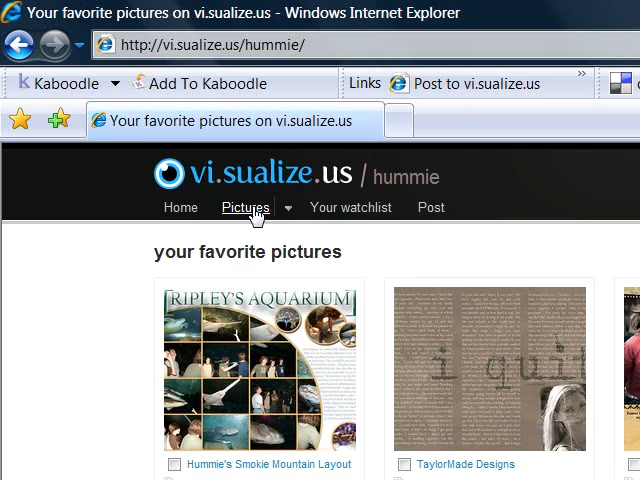 Your favorite pictures on vi.sualize.us - Windows Internet Explorer
http://vi.sualize.us/hummie/
k Kaboodle Add To Kaboodle Links Post to vi.sualize.us »
Your favorite pictures on vi.sualize.us
vi.sualize.us / hummie
Home Pictures Your watchlist Post
your favorite pictures
RIPLEY'S AQUARIUM
i quit
Hummie's Smokie Mountain Layout
TaylorMade Designs